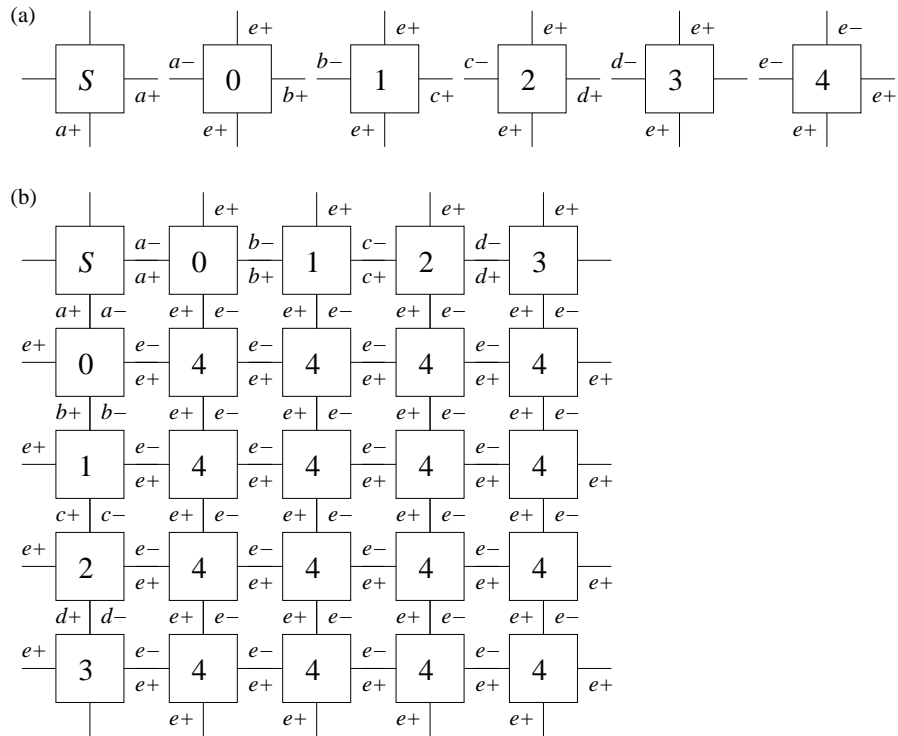 (a)
e+ e+ e+ e+ e−
a− b− c− d− e−
S 0 1 2 3 4
a+ b+ c+ d+ e+
a+ e+ e+ e+ e+ e+
(b)
e+ e+ e+ e+
a− b− c− d−
S 0 1 2 3
a+ b+ c+ d+
a+ a− e+ e− e+ e− e+ e− e+ e−
e+ e− e− e− e−
0 4 4 4 4
e+ e+ e+ e+ e+
b+ b− e+ e− e+ e− e+ e− e+ e−
e+ e− e− e− e−
1 4 4 4 4
e+ e+ e+ e+ e+
c+ c− e+ e− e+ e− e+ e− e+ e−
e+ e− e− e− e−
2 4 4 4 4
e+ e+ e+ e+ e+
d+ d− e+ e− e+ e− e+ e− e+ e−
e+ e− e− e− e−
3 4 4 4 4
e+ e+ e+ e+ e+
e+ e+ e+ e+